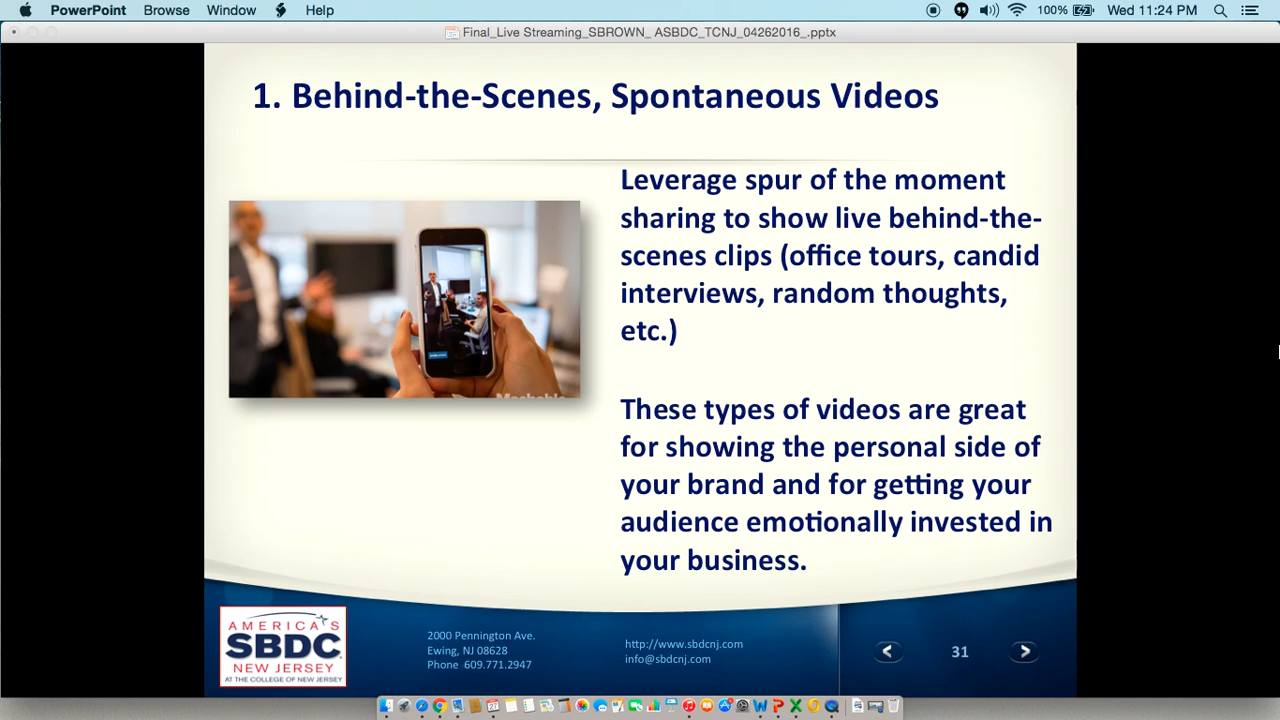 PowerPoint Browse Window Help 100% Wed 11:24 PM
Final_Live Streaming_SBROWN_ ASBDC_TCNJ_04262016_.pptx
1. Behind-the-Scenes, Spontaneous Videos
Leverage spur of the moment
sharing to show live behind-the-
scenes clips (office tours, candid
interviews, random thoughts,
etc.)
These types of videos are great
for showing the personal side of
your brand and for getting your
audience emotionally invested in
your business.
AMERICA'S
SBDC
NEW JERSEY
AT THE COLLEGE OF NEW JERSEY
2000 Pennington Ave.
Ewing, NJ 08628
Phone 609.771.2947
http://www.sbdcnj.com
info@sbdcnj.com
< 31 >